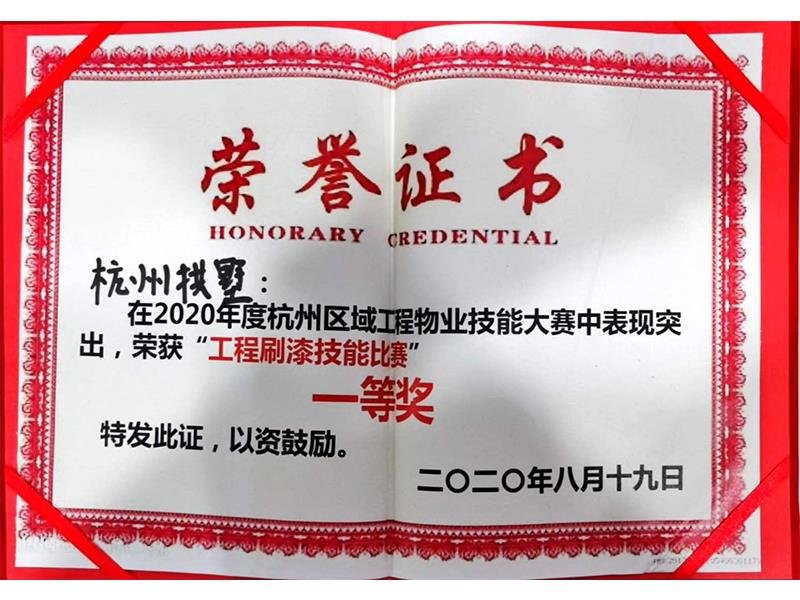 荣誉证书
HONORARY CREDENTIAL
杭州拱墅：
在2020年度杭州区域工程物业技能大赛中表现突
出，荣获“工程刷漆技能比赛”
一等奖
特发此证，以资鼓励。
二〇二〇年八月十九日